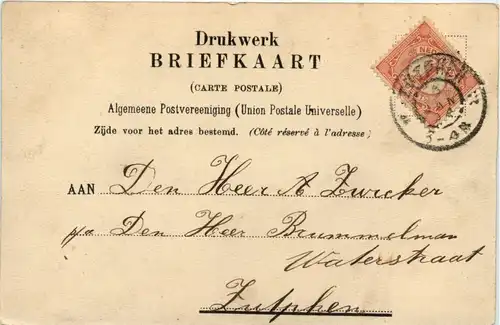 Drukwerk
BRIEFKAART
(CARTE POSTALE)
Algemeene Postvereeniging (Union Postale Universelle)
Zijde voor het adres bestemd. (Côté réservé à l'adresse)
AAN Den Heer A Zwicker
p/a Den Heer Brummelman
Waterstraat
Zutphen